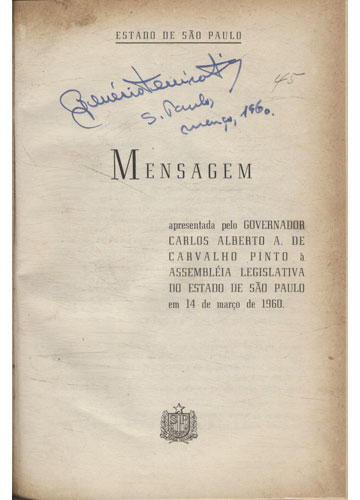 ESTADO DE SÃO PAULO
45
S. Paulo,
março, 1960.
MENSAGEM
apresentada pelo GOVERNADOR
CARLOS ALBERTO A. DE
CARVALHO PINTO à
ASSEMBLÉIA LEGISLATIVA
DO ESTADO DE SÃO PAULO
em 14 de março de 1960.
SP